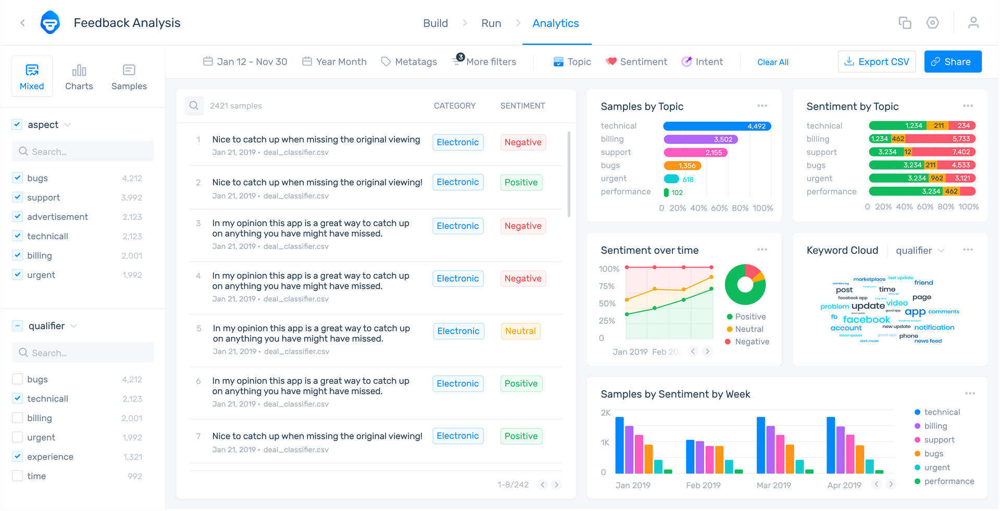 Feedback Analysis
Build
Run
Analytics
Mixed
Charts
Samples
Jan 12 - Nov 30
Year Month
Metatags
3
More filters
Topic
Sentiment
Intent
Clear All
Export CSV
Share
aspect
Search...
bugs 4,212
support 3,992
advertisement 2,123
technicall 2,123
billing 2,001
urgent 1,992
qualifier
Search...
bugs 4,212
technicall 2,123
billing 2,001
urgent 1,992
experience 1,321
time 992
2421 samples CATEGORY SENTIMENT
1 Nice to catch up when missing the original viewing Electronic Negative
Jan 21, 2019 • deal_classifier.csv
2 Nice to catch up when missing the original viewing! Electronic Positive
Jan 21, 2019 • deal_classifier.csv
3 In my opinion this app is a great way to catch up Electronic Negative
on anything you have might have missed.
Jan 21, 2019 • deal_classifier.csv
4 In my opinion this app is a great way to catch up Electronic Negative
on anything you have might have missed.
Jan 21, 2019 • deal_classifier.csv
5 In my opinion this app is a great way to catch up Electronic Neutral
on anything you have might have missed.
Jan 21, 2019 • deal_classifier.csv
6 In my opinion this app is a great way to catch up Electronic Positive
on anything you have might have missed.
Jan 21, 2019 • deal_classifier.csv
7 Nice to catch up when missing the original viewing! Electronic Positive
Jan 21, 2019 • deal_classifier.csv
1-8/242
Samples by Topic
technical 4,492
billing 3,502
support 2,155
bugs 1,356
urgent 618
performance 102
0 20% 40% 60% 80% 100%
Sentiment by Topic
technical 1,234 211 234
billing 1,234 462 5,733
support 3,234 12 7,402
bugs 3,234 211 4,533
urgent 3,234 962 3,121
performance 3,234 462
0 20% 40% 60% 80% 100%
Sentiment over time
100%
75%
50%
25%
0
Jan 2019 Feb 20
Positive
Neutral
Negative
Keyword Cloud
qualifier
marketplace last update
activities log friend
post market place time
many ad
facebook app long time page
problem update video
recent update good app app comments
fb facebook facebook account
account new update notification
latest update great app phone
dark mode news feed
Samples by Sentiment by Week
2K
1K
0
Jan 2019 Feb 2019 Mar 2019 Apr 2019
technical
billing
support
bugs
urgent
performance